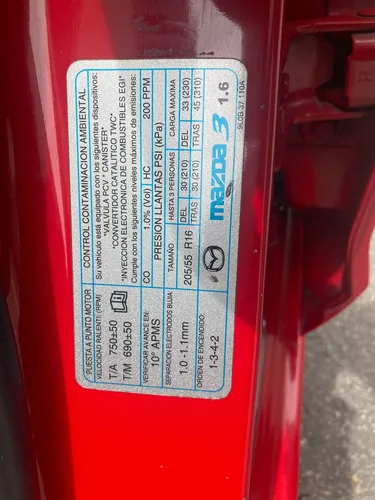 CONTROL CONTAMINACION AMBIENTAL
Su vehículo está equipado con los siguientes dispositivos:
*VALVULA PCV * CANISTER*
*CONVERTIDOR CATALITICO TWC*
*INYECCION ELECTRONICA DE COMBUSTIBLES EGI*
Cumple con los siguientes niveles máximos de emisiones:
CO 1.0% (Vol) HC 200 PPM
PUESTA A PUNTO MOTOR
VELOCIDAD RALENTI: (RPM)
T/A 750±50
T/M 690±50
VERIFICAR AVANCE EN:
10º APMS
SEPARACION ELECTRODOS BUJIA:
1.0 -1.1mm
ORDEN DE ENCENDIDO:
1-3-4-2
PRESION LLANTAS PSI (kPa)
TAMAÑO HASTA 3 PERSONAS CARGA MAXIMA
205/55 R16 DEL 30 (210) DEL 33 (230)
TRAS 30 (210) TRAS 45 (310)
mazda 3 1.6